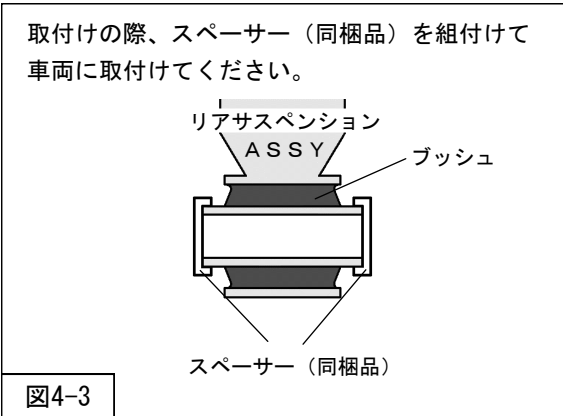 取付けの際、スペーサー（同梱品）を組付けて
車両に取付けてください。
リアサスペンション
ＡＳＳＹ
ブッシュ
スペーサー（同梱品）
図4-3